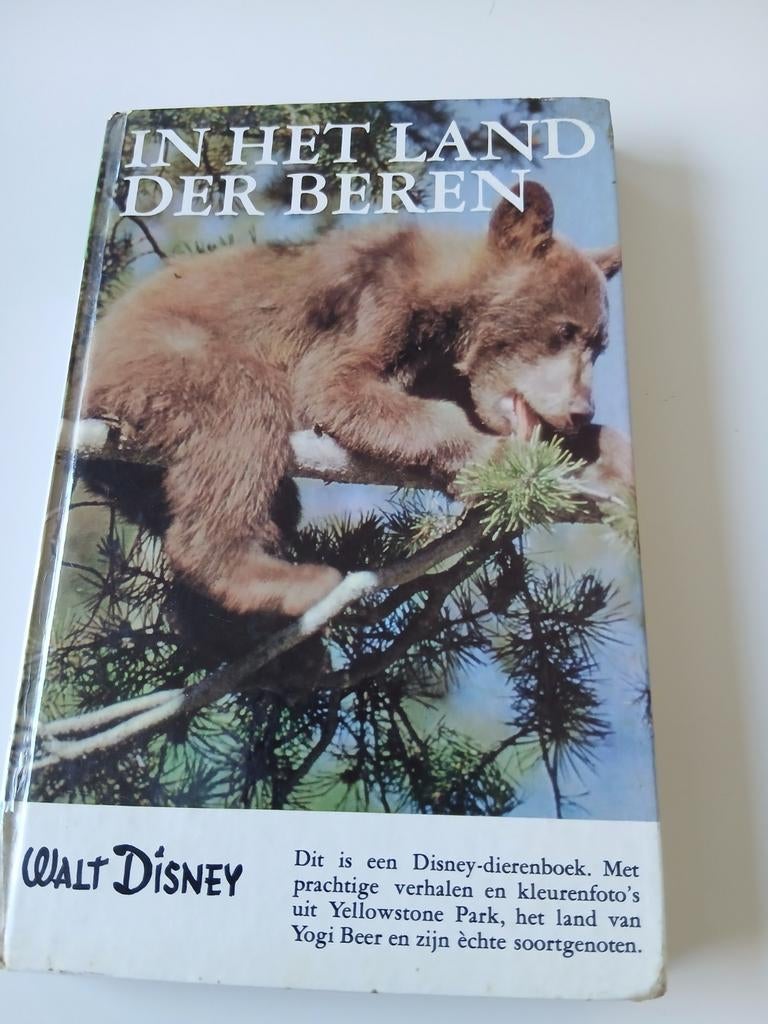 IN HET LAND
DER BEREN
WALT DISNEY
Dit is een Disney-dierenboek. Met
prachtige verhalen en kleurenfoto's
uit Yellowstone Park, het land van
Yogi Beer en zijn èchte soortgenoten.